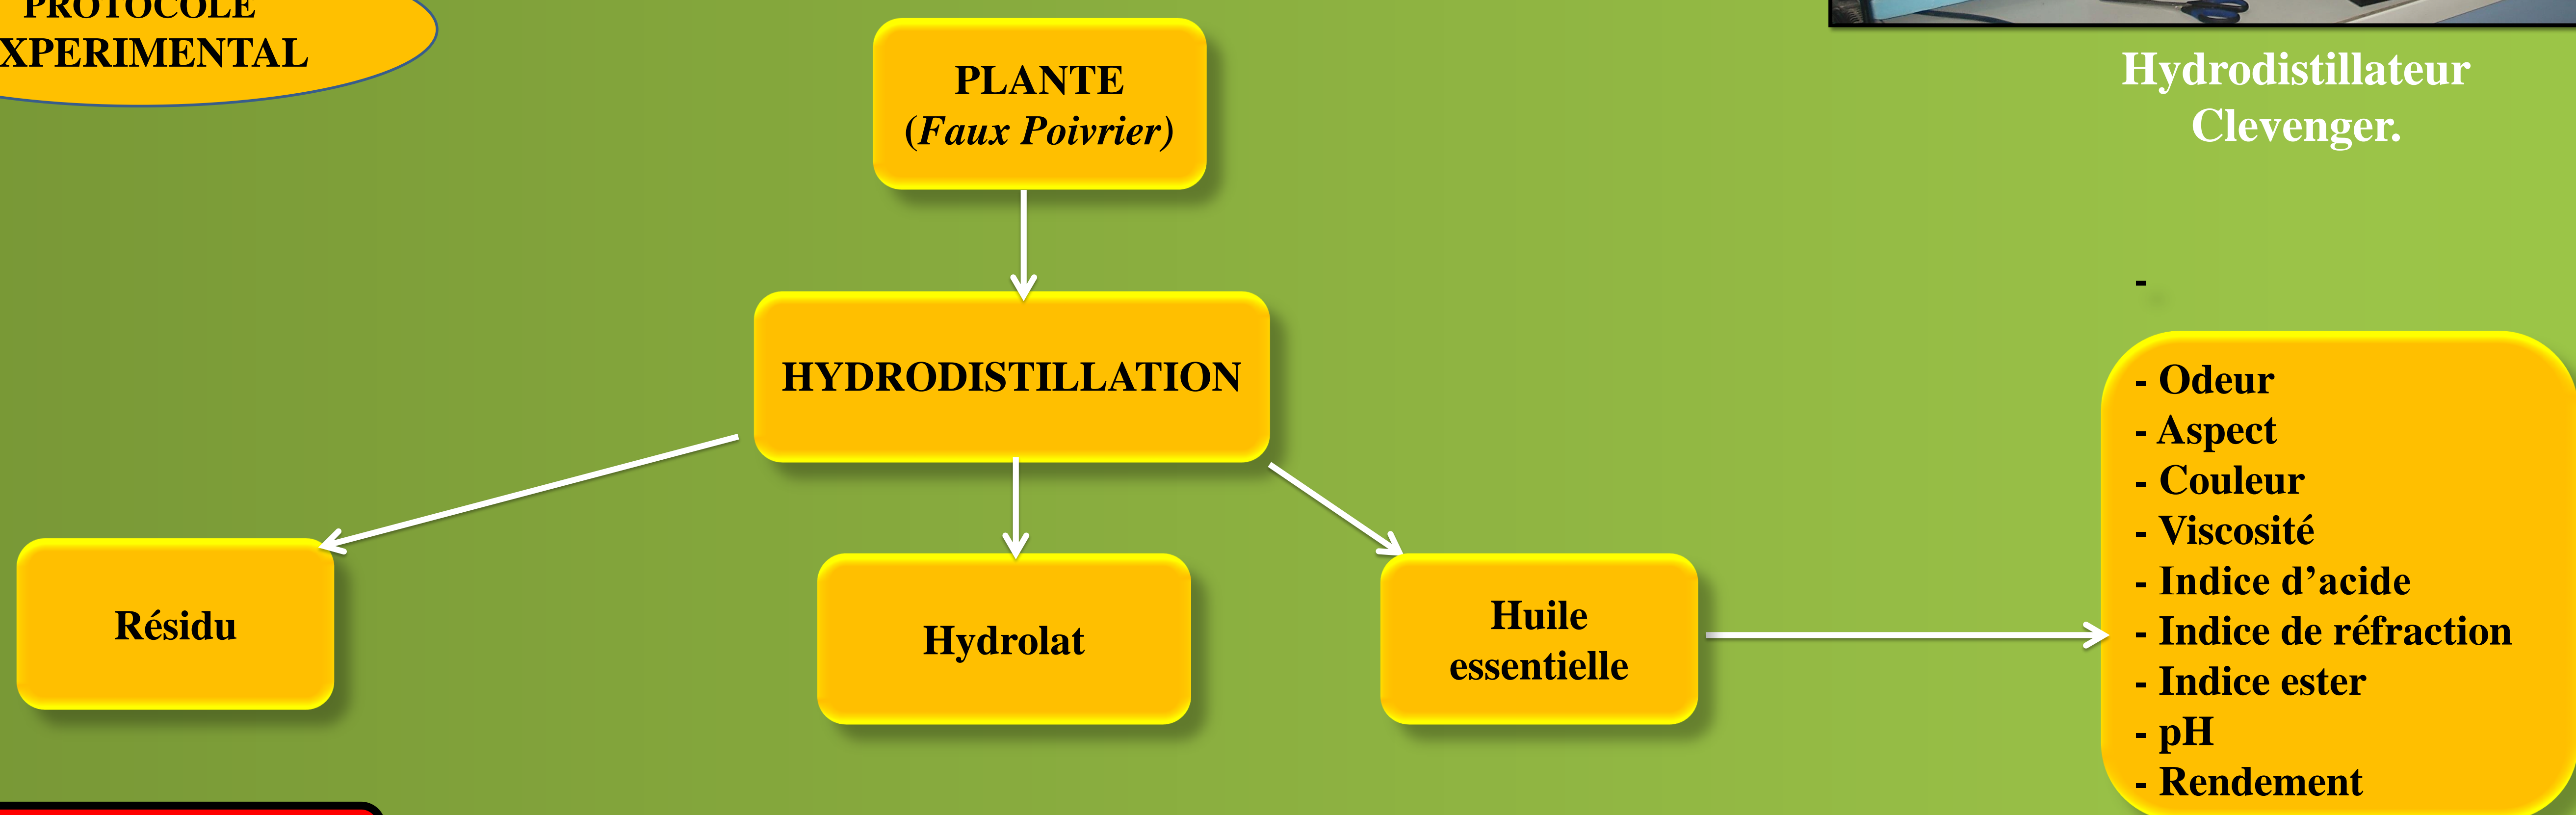 PROTOCOLE
XPERIMENTAL
PLANTE
(Faux Poivrier)
Hydrodistillateur
Clevenger.
-
HYDRODISTILLATION
Résidu
Hydrolat
Huile
essentielle
- Odeur
- Aspect
- Couleur
- Viscosité
- Indice d’acide
- Indice de réfraction
- Indice ester
- pH
- Rendement